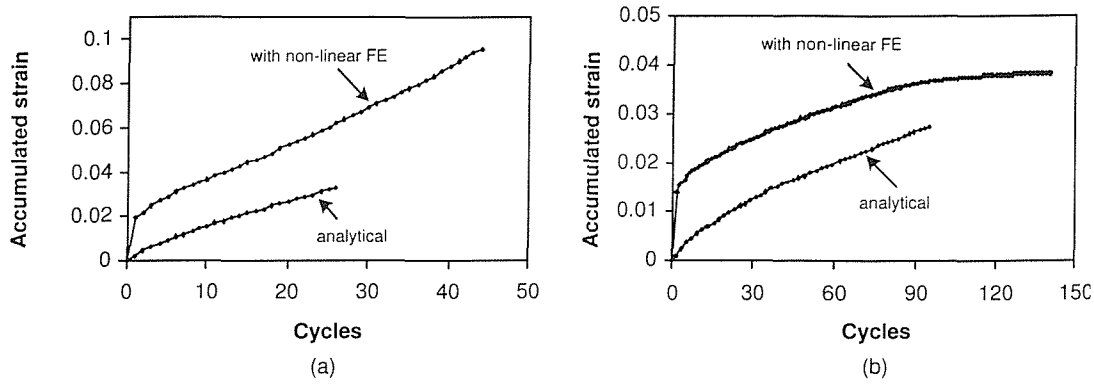 Accumulated strain
0.1
0.08
0.06
0.04
0.02
0
with non-linear FE
analytical
0 10 20 30 40 50
Cycles
(a)
Accumulated strain
0.05
0.04
0.03
0.02
0.01
0
with non-linear FE
analytical
0 30 60 90 120 150
Cycles
(b)